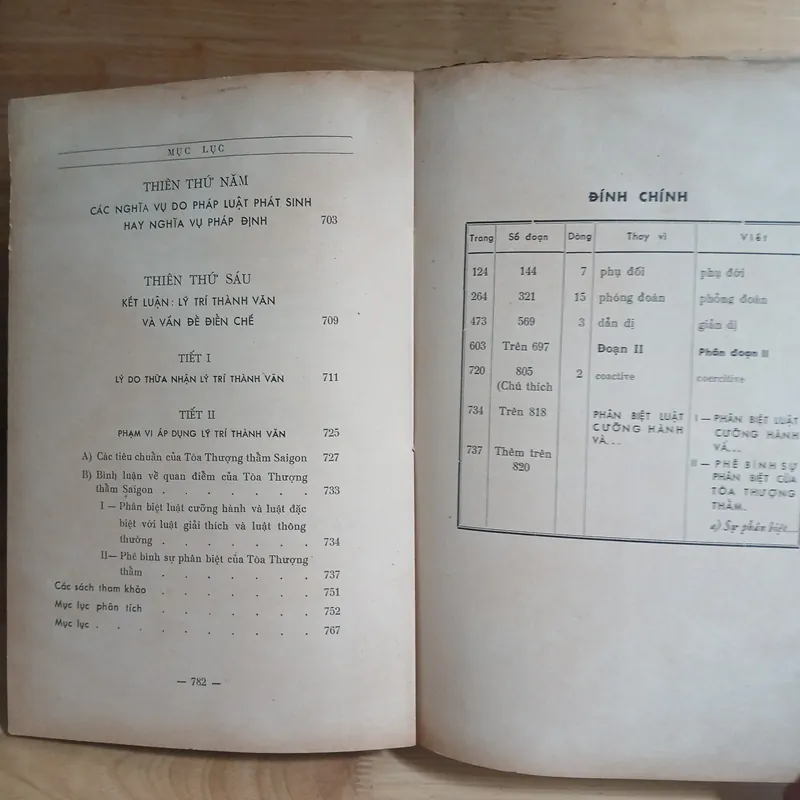 MỤC LỤC
THIÊN THỨ NĂM
CÁC NGHĨA VỤ DO PHÁP LUẬT PHÁT SINH
HAY NGHĨA VỤ PHÁP ĐỊNH 703
THIÊN THỨ SÁU
KẾT LUẬN : LÝ TRÍ THÀNH VĂN
VÀ VẤN ĐỀ ĐIỂN CHẾ 709
TIẾT I
LÝ DO THỪA NHẬN LÝ TRÍ THÀNH VĂN 711
TIẾT II
PHẠM VI ÁP DỤNG LÝ TRÍ THÀNH VĂN 725
A) Các tiêu chuẩn của Tòa Thượng thẩm Saigon 727
B) Bình luận về quan điểm của Tòa Thượng
thẩm Saigon . . . . . . . 733
I — Phân biệt luật cưỡng hành và luật đặc
biệt với luật giải thích và luật thông
thường . . . . . . . 734
II— Phê bình sự phân biệt của Tòa Thượng
thẩm . . . . . . 737
Các sách tham khảo . . . . . . . 751
Mục lục phân tích . . . . . . . 752
Mục lục . . . . . . . . . 767
— 782 —
ĐÍNH CHÍNH
Trang Số đoạn Dòng Thay vì Viết
124 144 7 phụ đối phụ đới
264 321 15 phóng đoán phỏng đoán
473 569 3 dẫn dị giản dị
603 Trên 697 Đoạn II Phân đoạn II
720 805 2 coactive coercitive
(Chú thích
734 Trên 818 PHÂN BIỆT LUẬT I — PHÂN BIỆT LUẬT
CƯỠNG HÀNH CƯỠNG HÀNH
VÀ... VÀ...
737 Thêm trên II — PHÊ BÌNH SỰ
820 PHÂN BIỆT CỦA
TÒA THƯỢNG
THẨM.
a) Sự phân biệt...